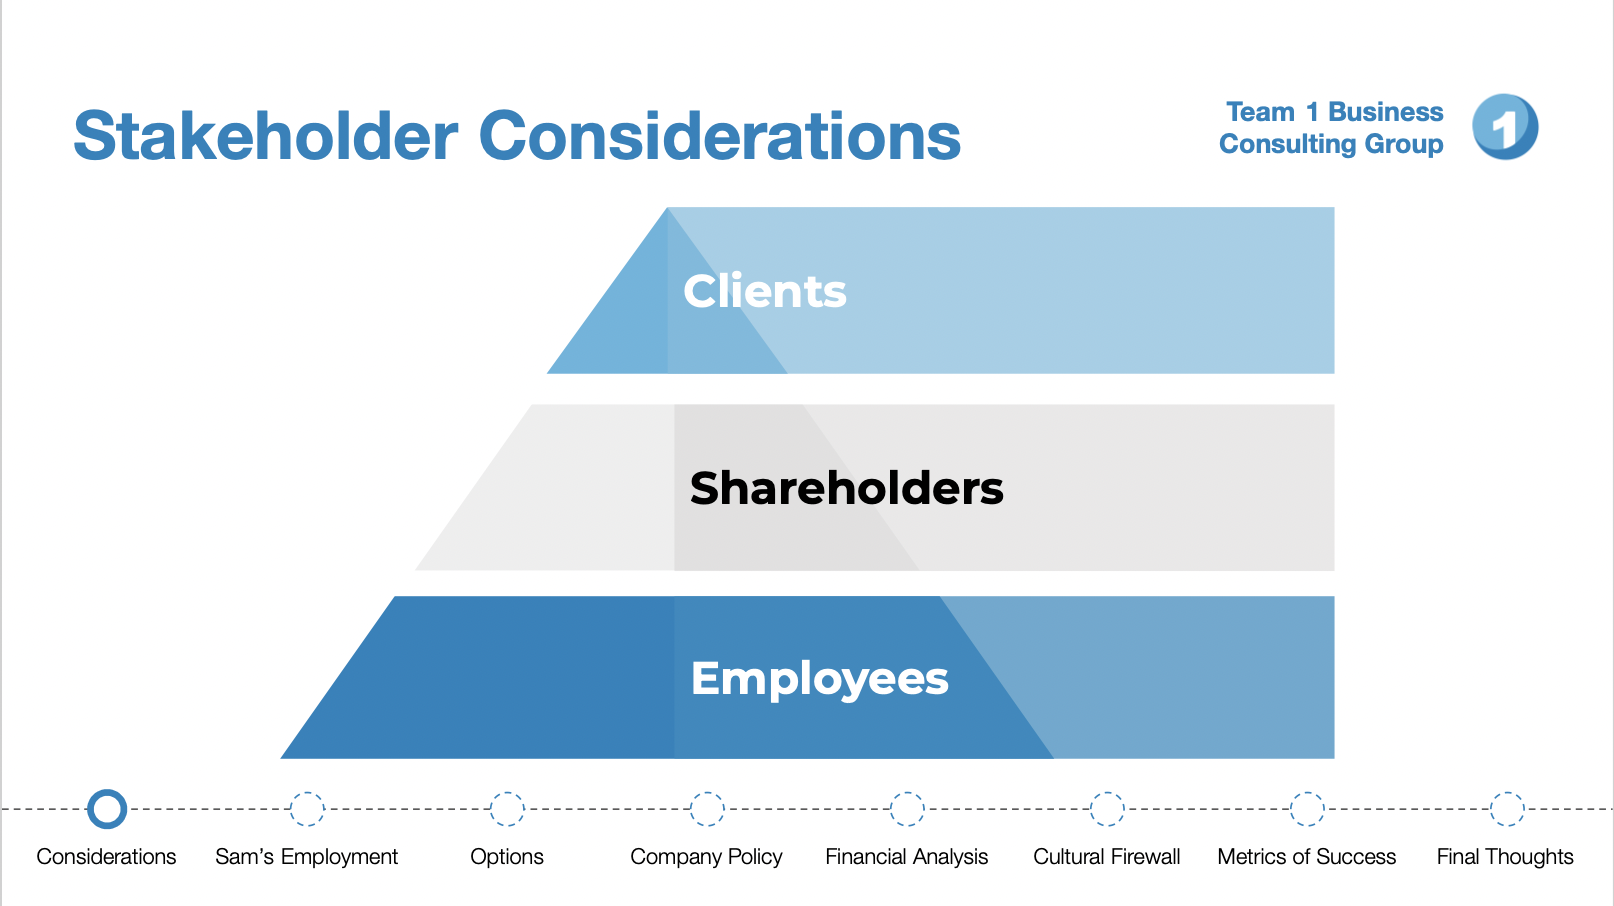 Stakeholder Considerations
Team 1 Business
Consulting Group
1
Clients
Shareholders
Employees
Considerations
Sam's Employment
Options
Company Policy
Financial Analysis
Cultural Firewall
Metrics of Success
Final Thoughts